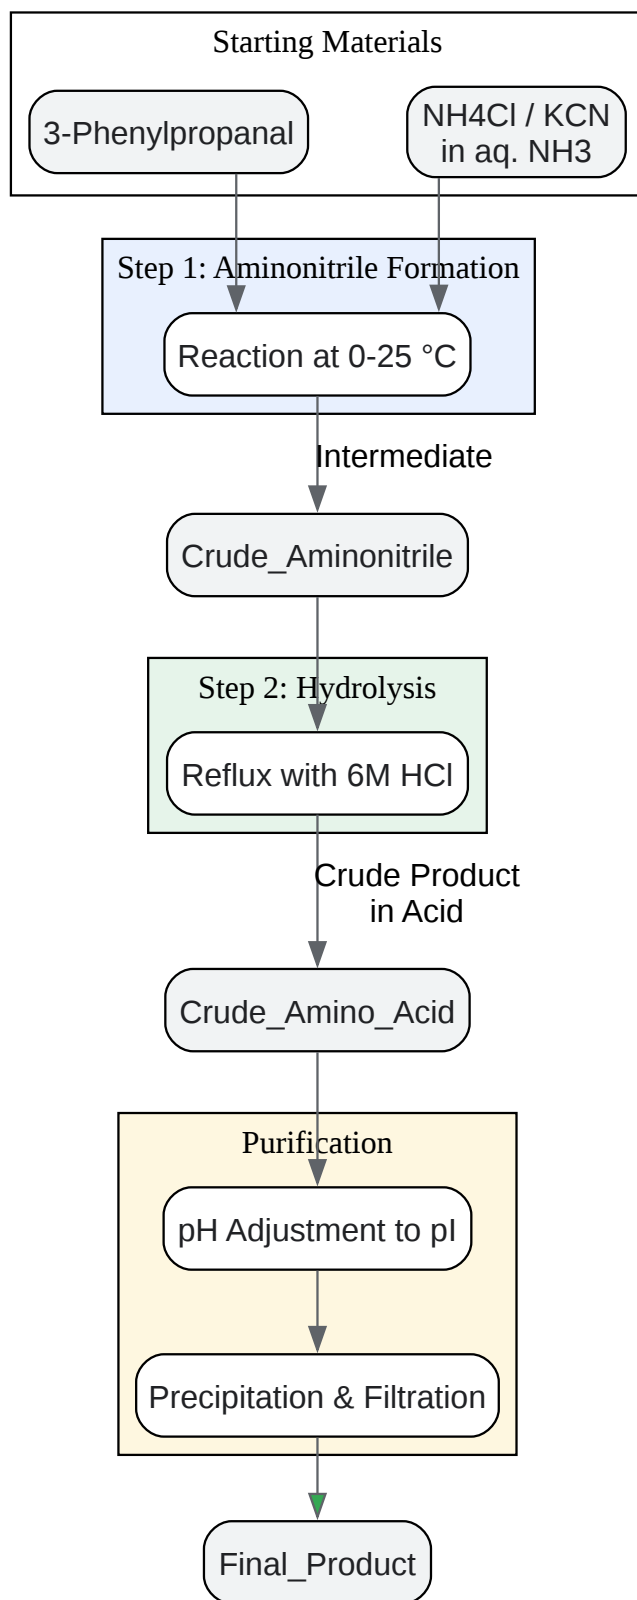 Starting Materials
3-Phenylpropanal
NH4Cl / KCN
in aq. NH3
Step 1: Aminonitrile Formation
Reaction at 0-25 °C
Intermediate
Crude_Aminonitrile
Step 2: Hydrolysis
Reflux with 6M HCl
Crude Product
in Acid
Crude_Amino_Acid
Purification
pH Adjustment to pI
Precipitation & Filtration
Final_Product